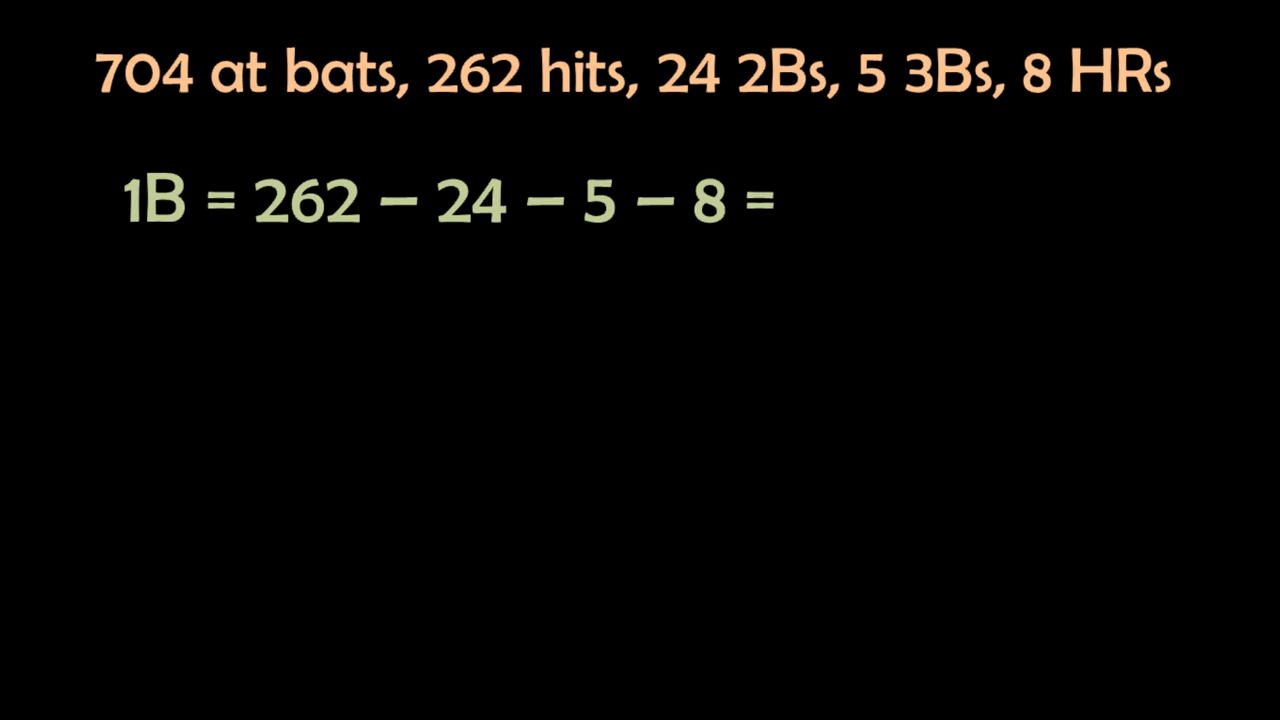 704 at bats, 262 hits, 24 2Bs, 5 3Bs, 8 HRs
1B = 262 – 24 – 5 – 8 =